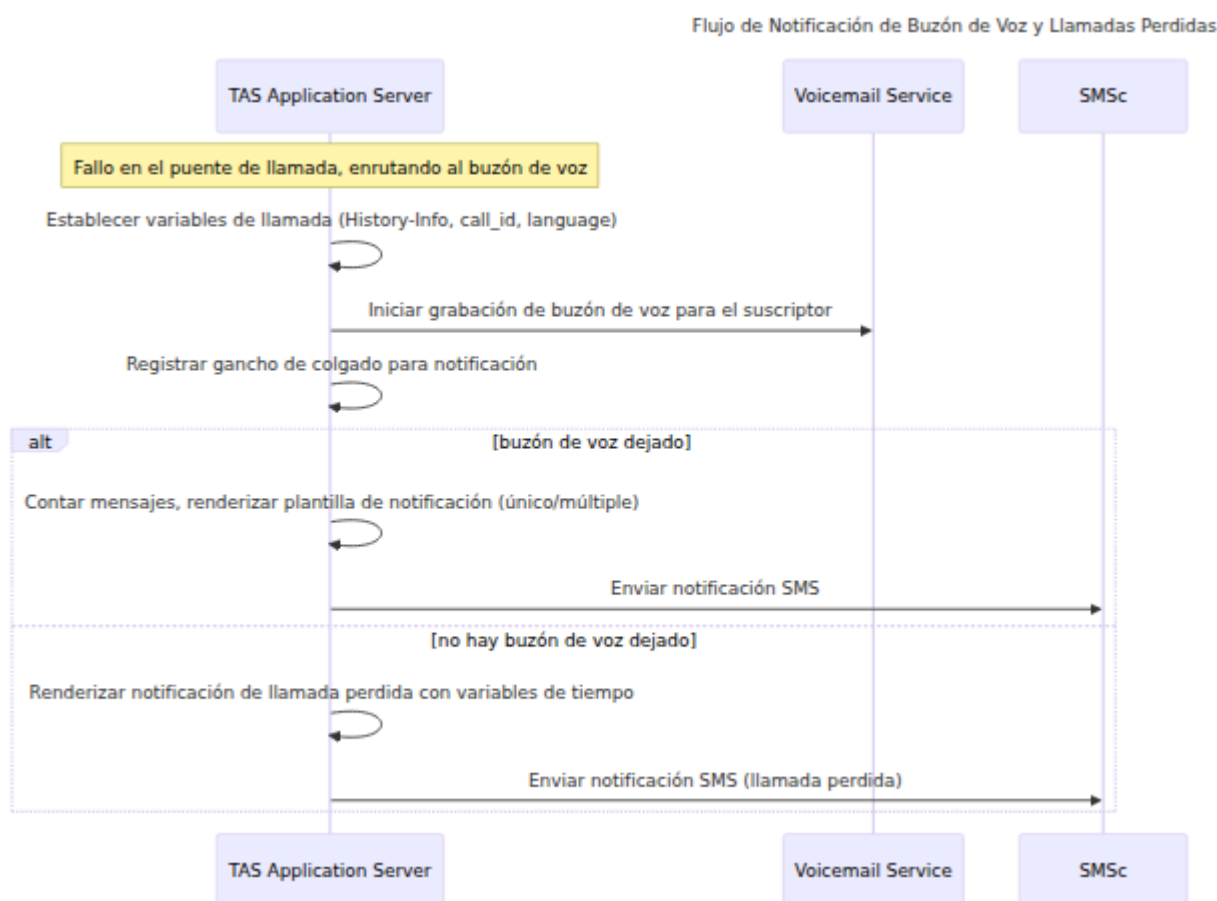 Flujo de Notificación de Buzón de Voz y Llamadas Perdidas
TAS Application Server
Voicemail Service
SMSc
Fallo en el puente de llamada, enrutando al buzón de voz
Establecer variables de llamada (History-Info, call_id, language)
Iniciar grabación de buzón de voz para el suscriptor
Registrar gancho de colgado para notificación
alt
[buzón de voz dejado]
Contar mensajes, renderizar plantilla de notificación (único/múltiple)
Enviar notificación SMS
[no hay buzón de voz dejado]
Renderizar notificación de llamada perdida con variables de tiempo
Enviar notificación SMS (llamada perdida)
TAS Application Server
Voicemail Service
SMSc